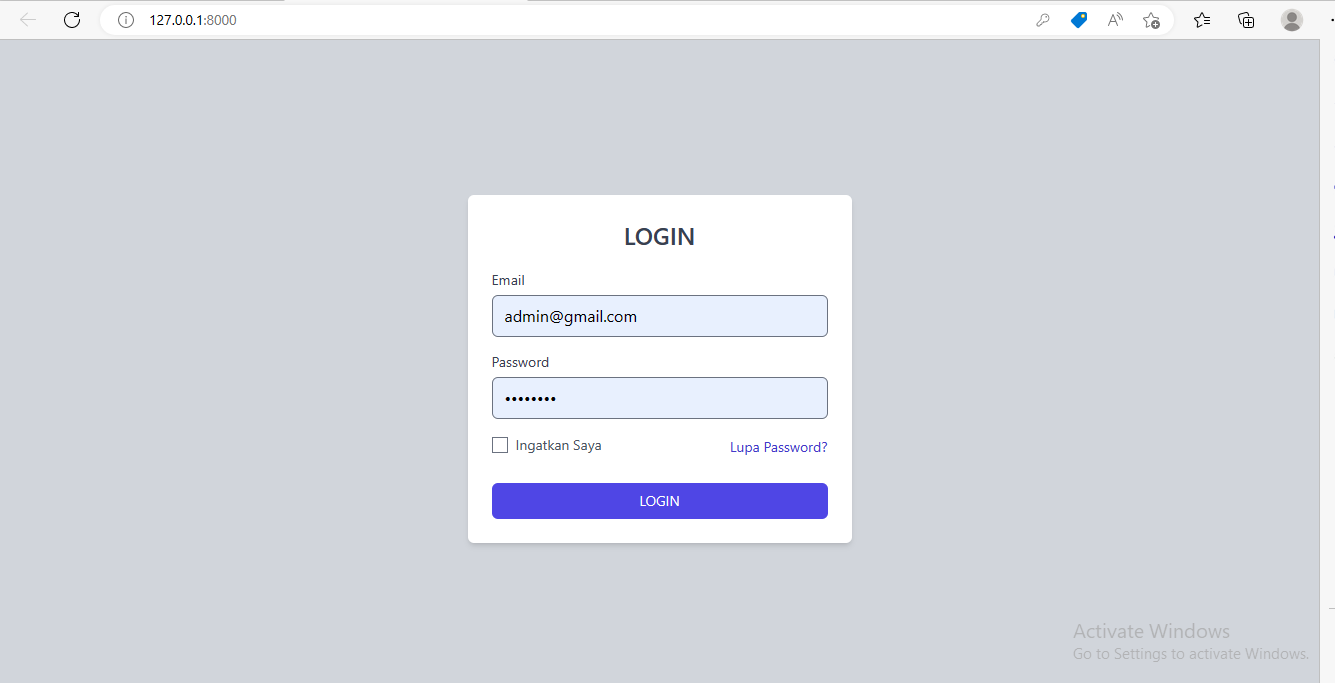 127.0.0.1:8000
LOGIN
Email
admin@gmail.com
Password
••••••••
Ingatkan Saya
Lupa Password?
LOGIN
Activate Windows
Go to Settings to activate Windows.